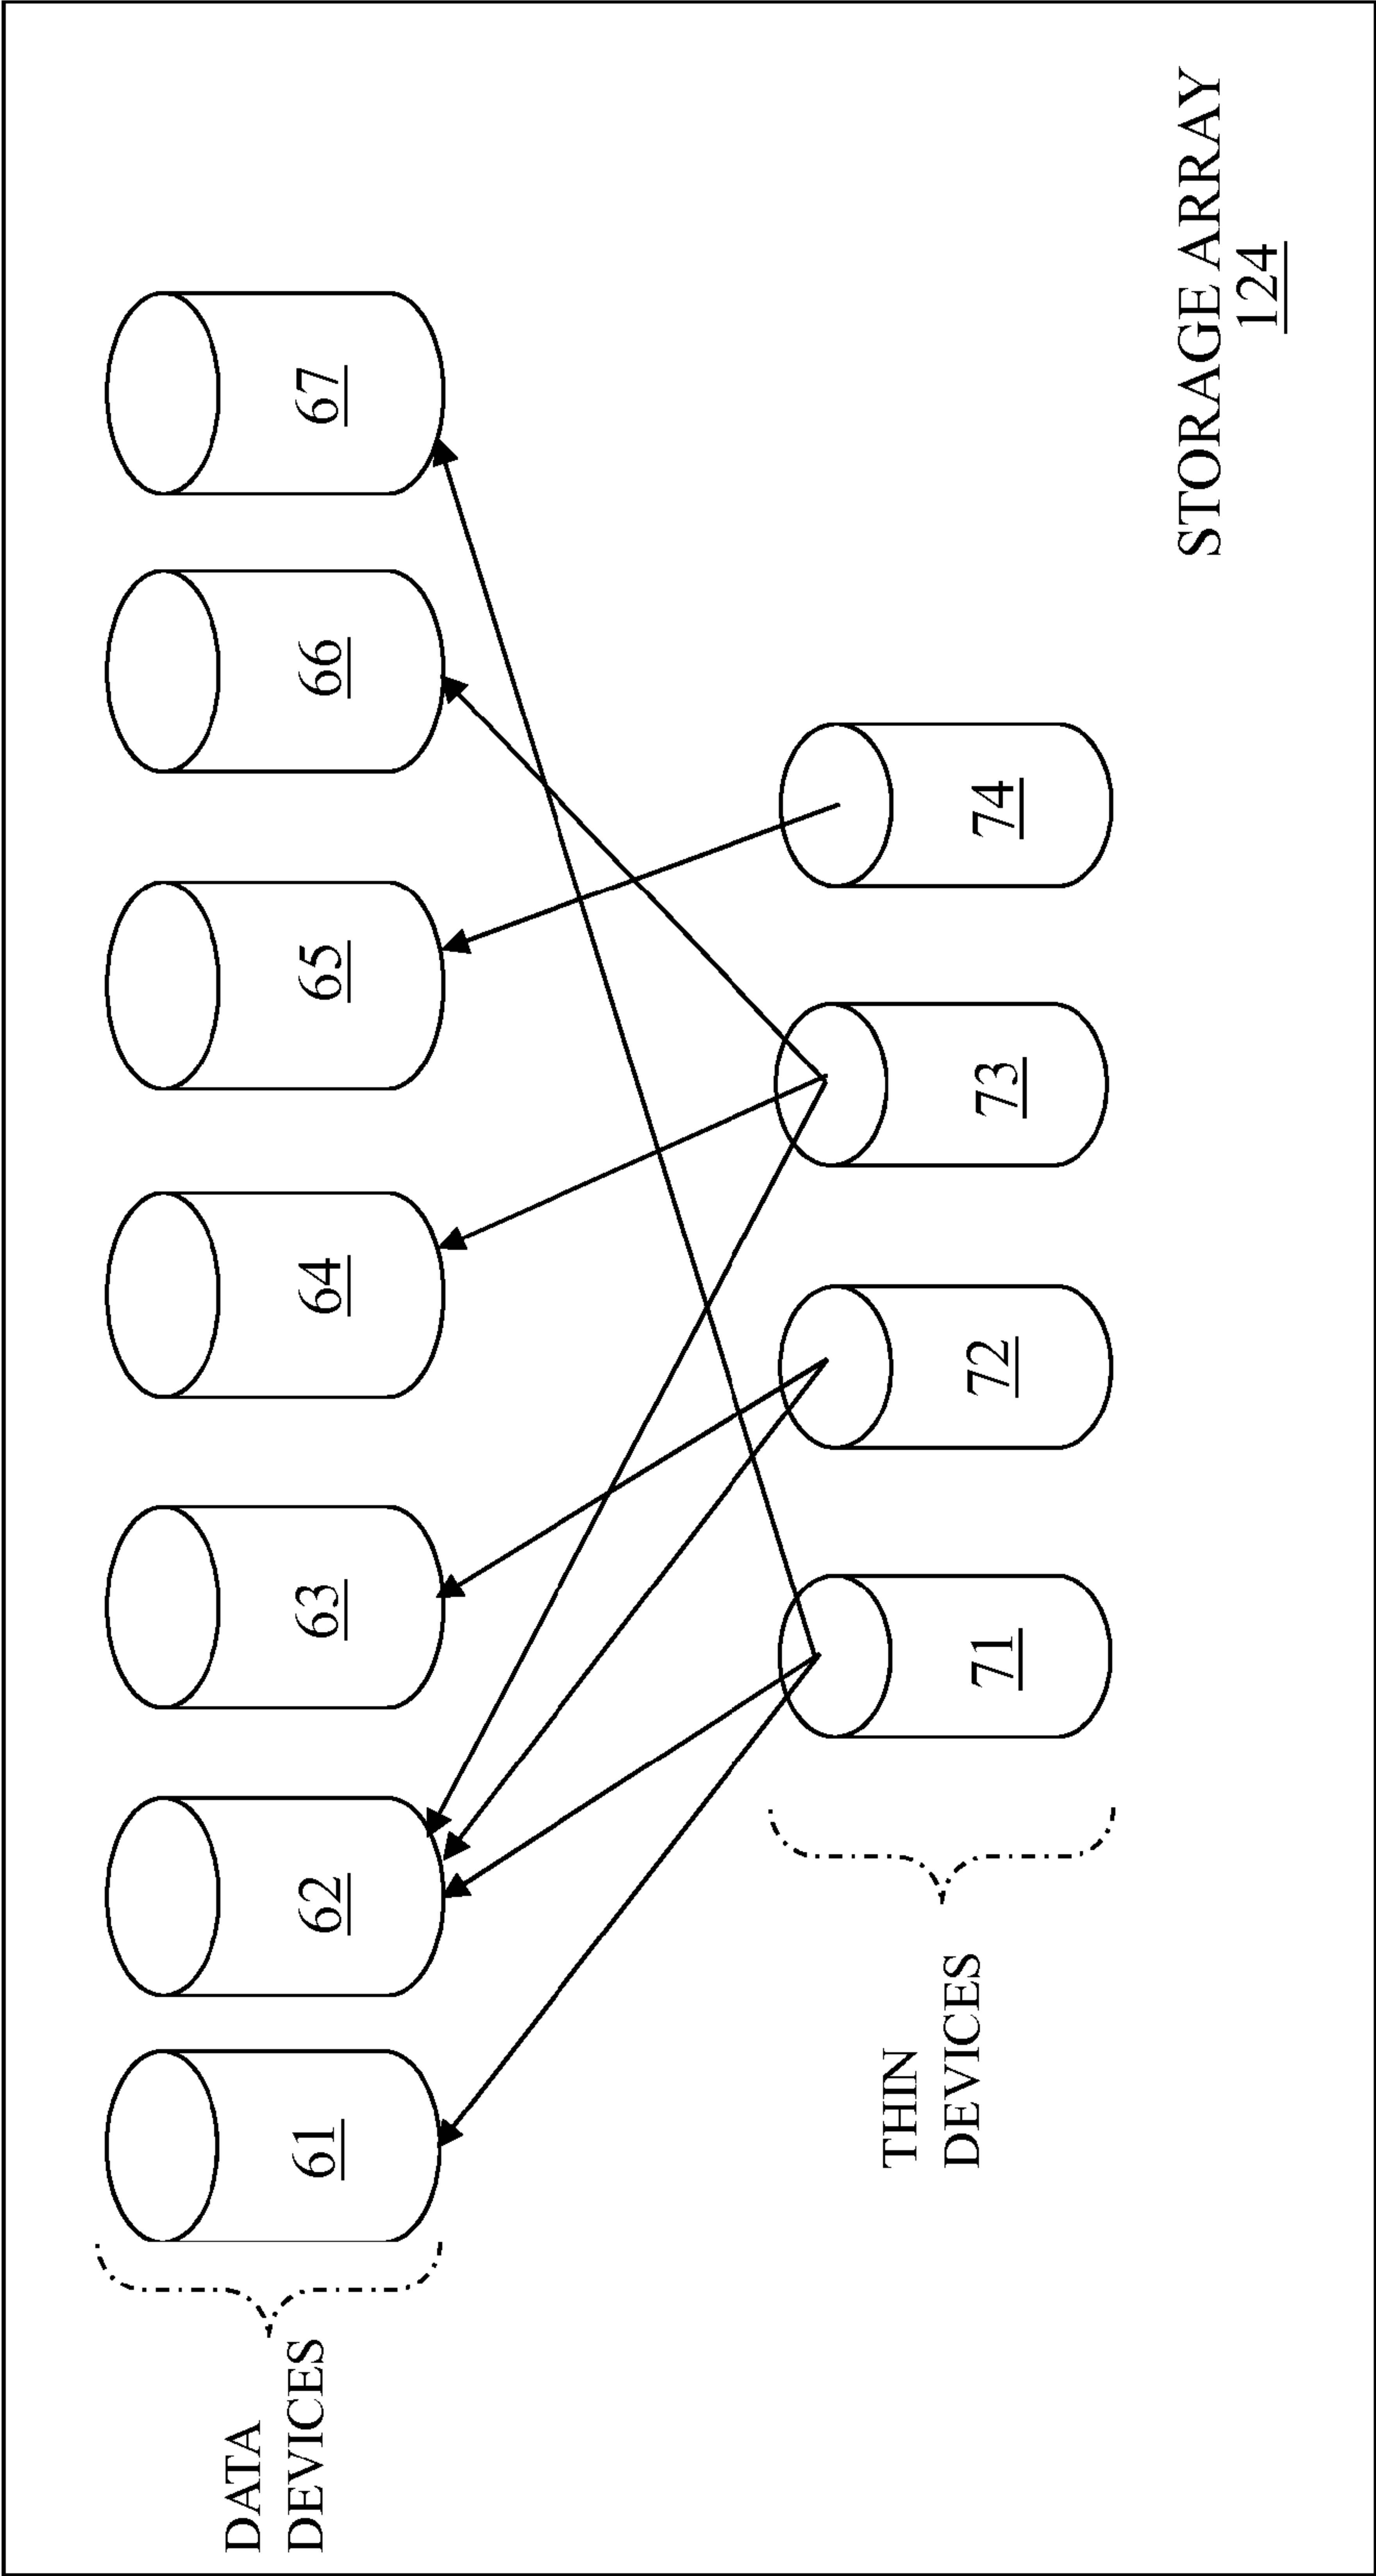 DATA
DEVICES
61
62
63
64
65
66
67
THIN
DEVICES
71
72
73
74
STORAGE ARRAY
124